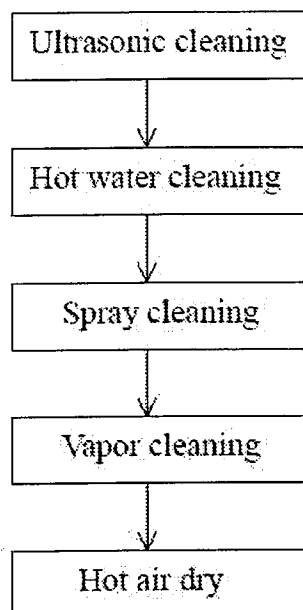 Ultrasonic cleaning
Hot water cleaning
Spray cleaning
Vapor cleaning
Hot air dry